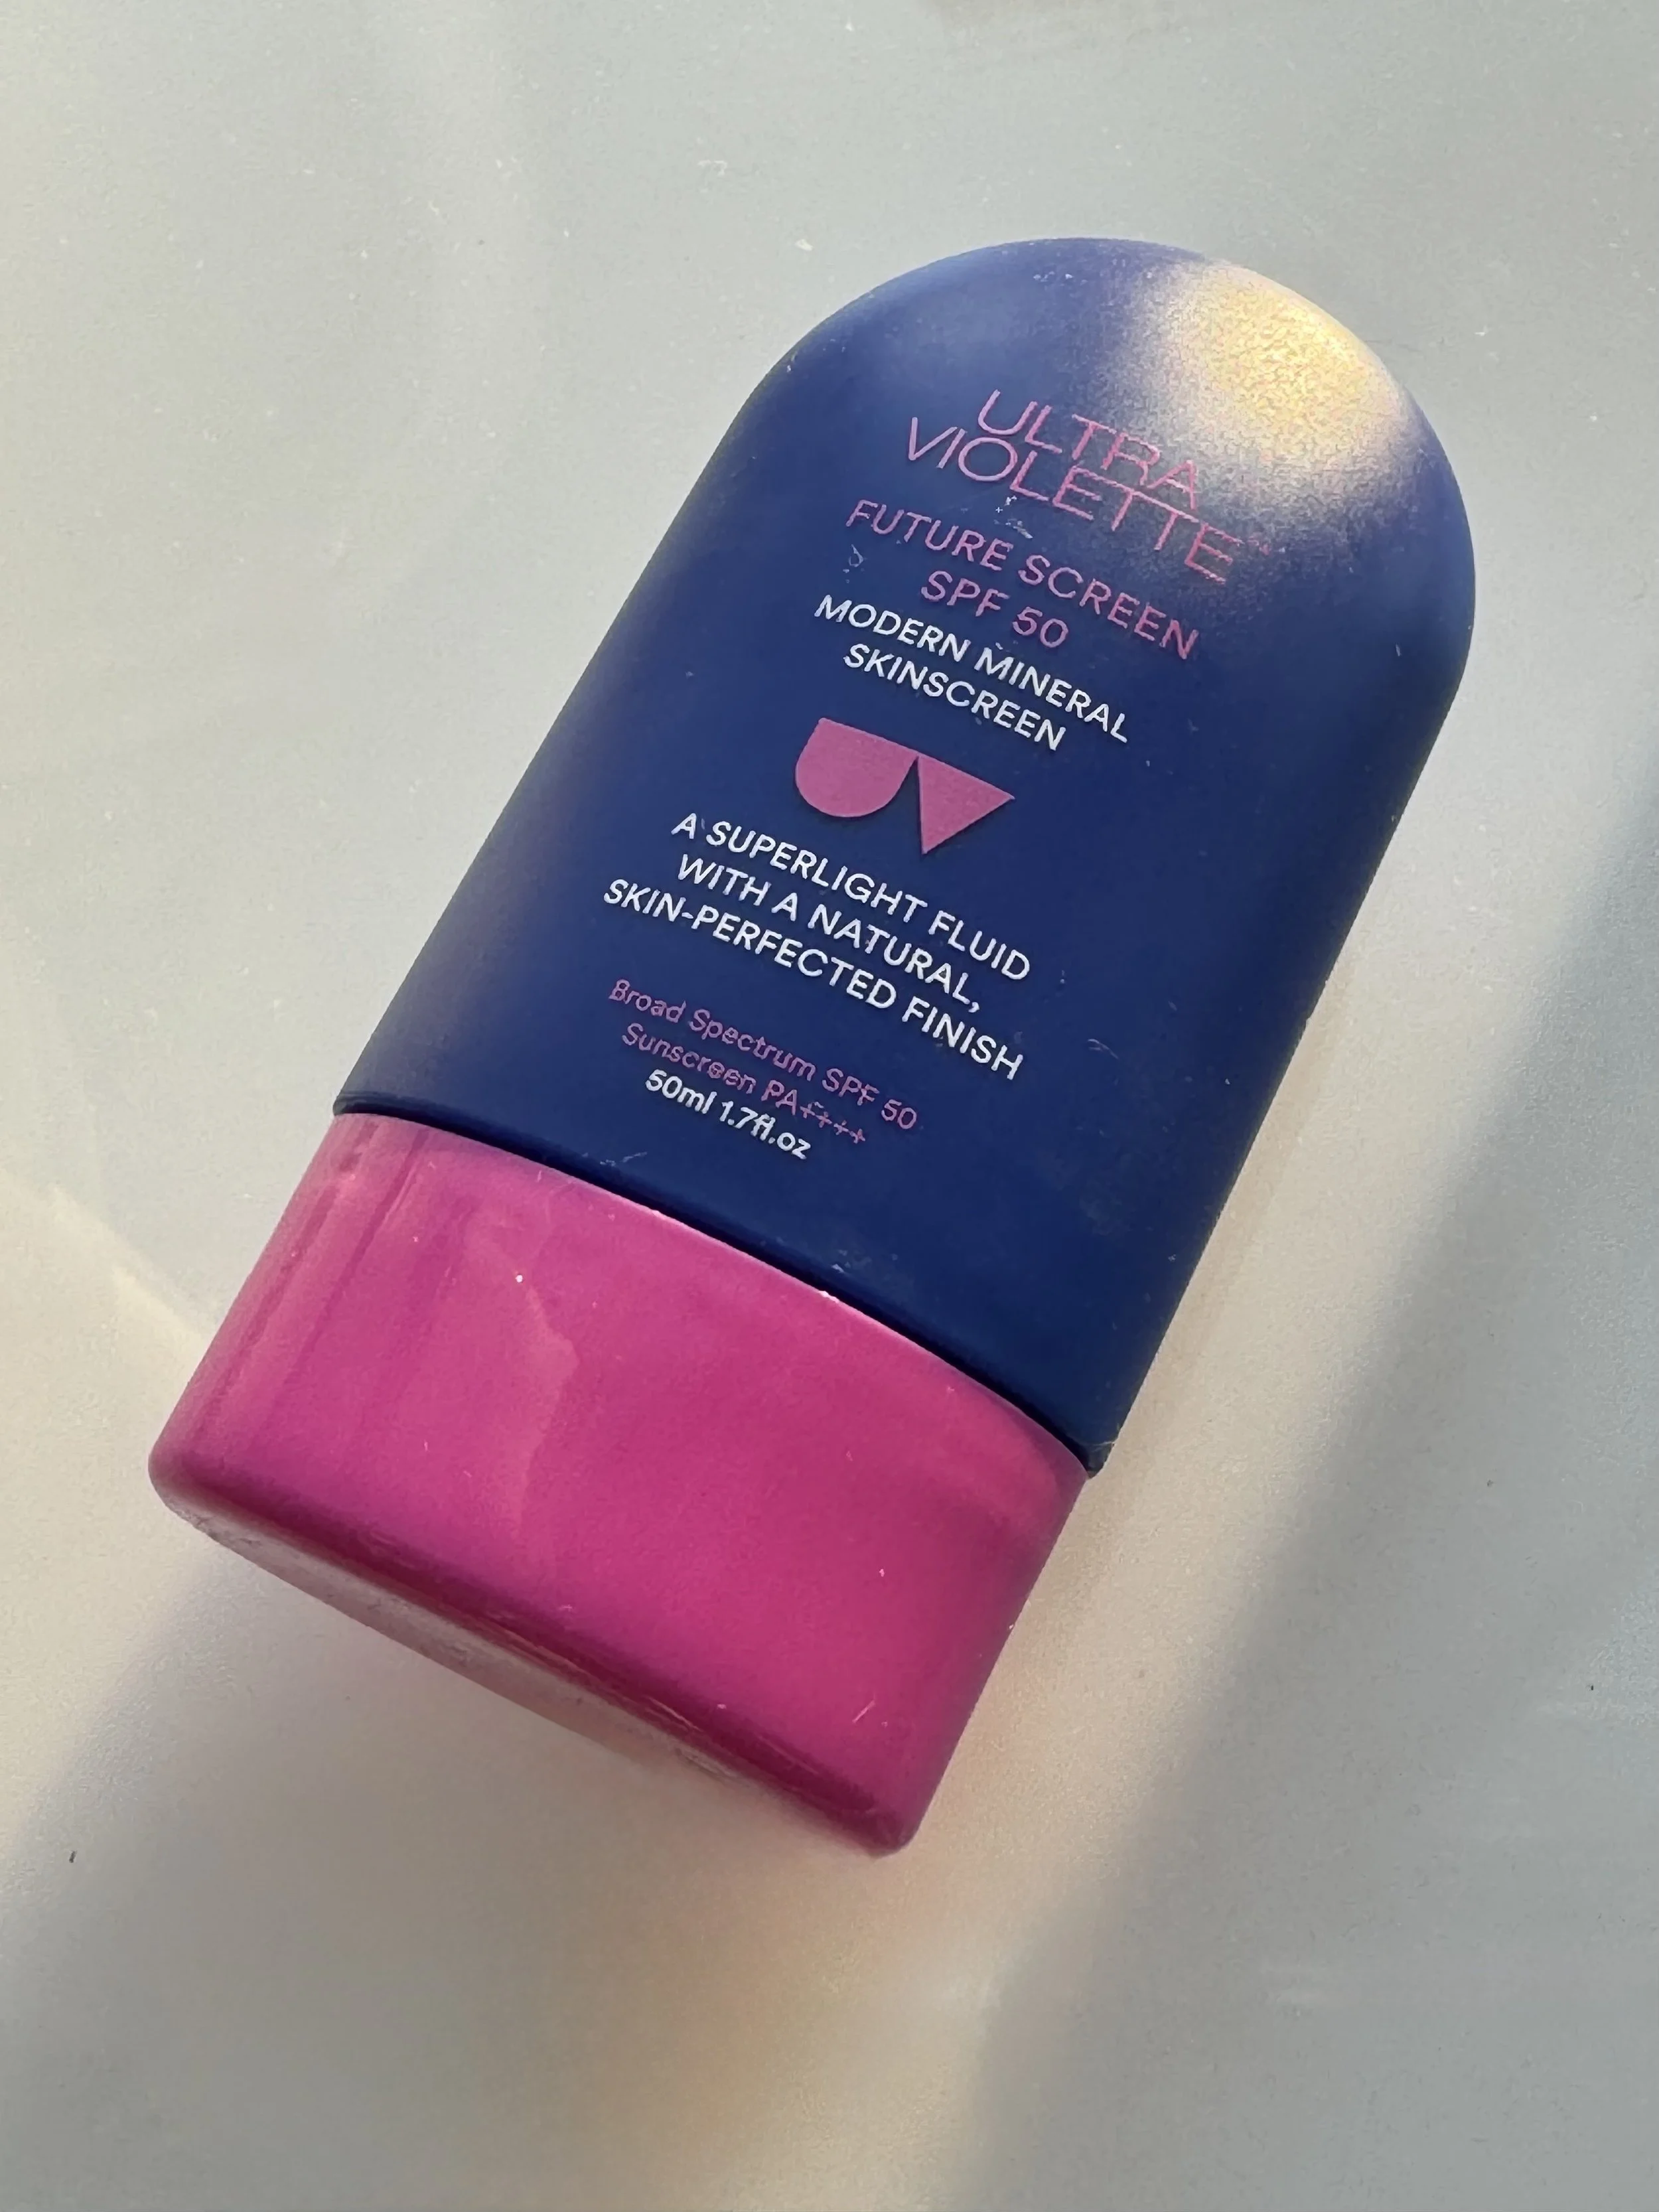 ULTRA
VIOLETTE™
FUTURE SCREEN
SPF 50
MODERN MINERAL
SKINSCREEN
A SUPERLIGHT FLUID
WITH A NATURAL,
SKIN-PERFECTED FINISH
Broad Spectrum SPF 50
Sunscreen PA++++
50ml 1.7fl.oz